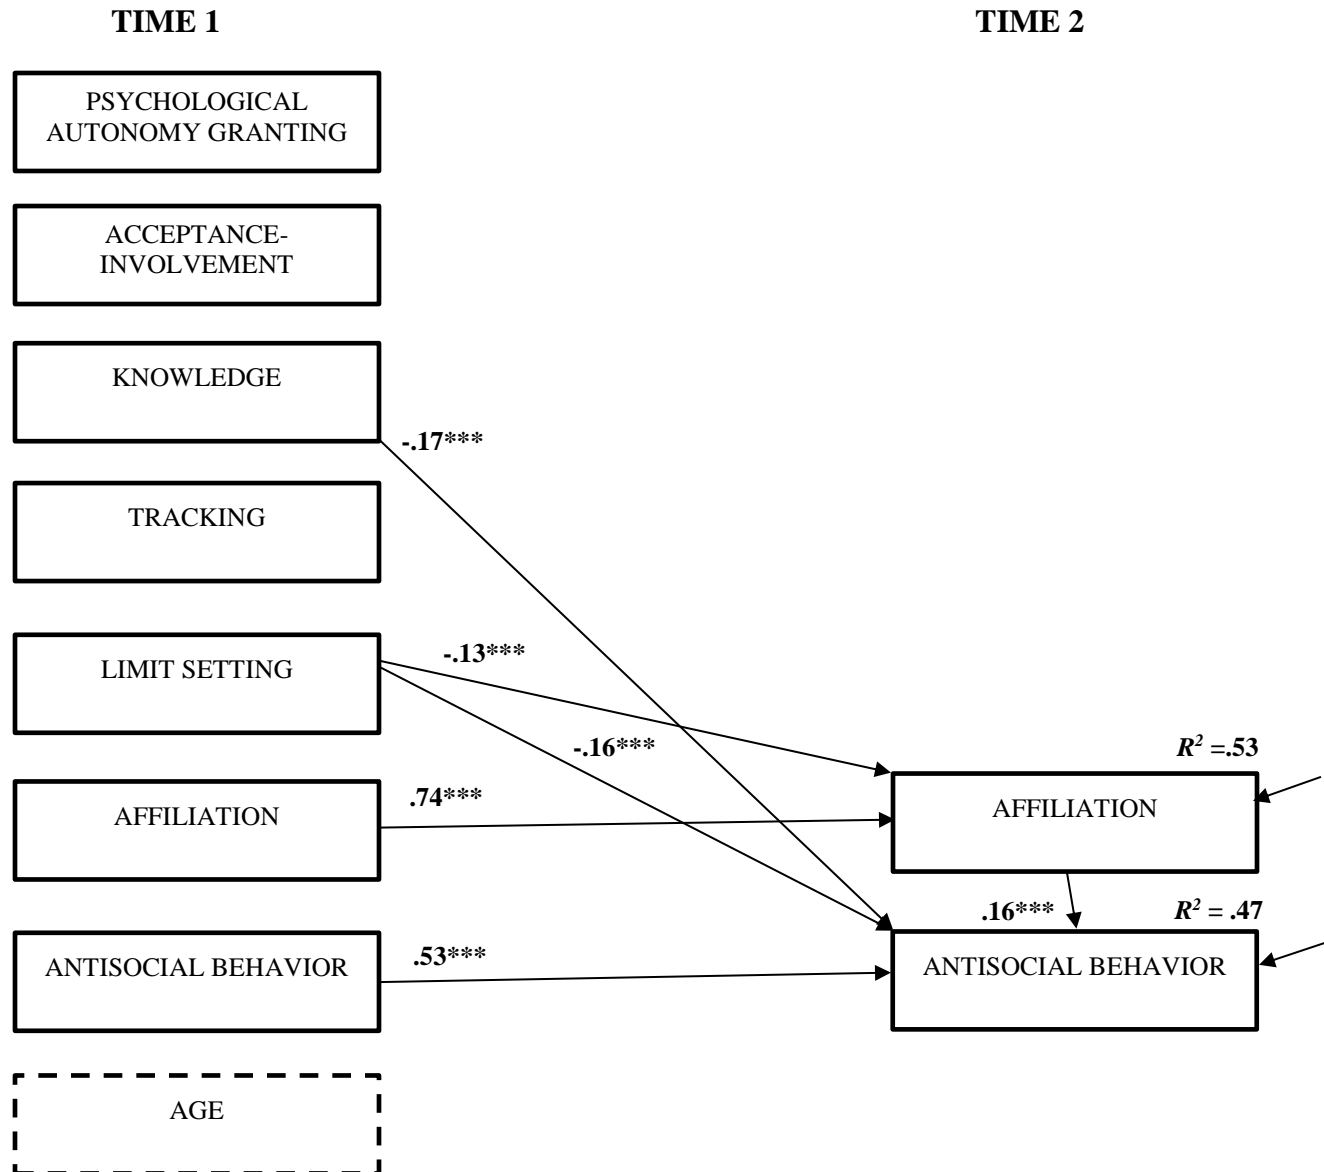 TIME 1
TIME 2
PSYCHOLOGICAL
AUTONOMY GRANTING
ACCEPTANCE-
INVOLVEMENT
KNOWLEDGE
-.17***
TRACKING
LIMIT SETTING
-.13***
-.16***
R² =.53
AFFILIATION
.74***
AFFILIATION
.16***
R² = .47
ANTISOCIAL BEHAVIOR
.53***
ANTISOCIAL BEHAVIOR
AGE